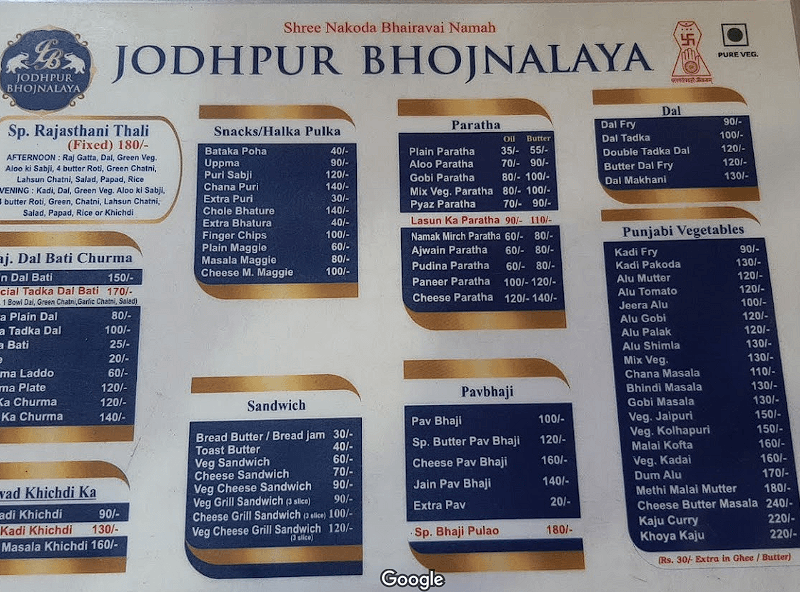 Shree Nakoda Bhairavai Namah
JODHPUR BHOJNALAYA
JODHPUR
BHOJNALAYA
PURE VEG.
Sp. Rajasthani Thali
(Fixed) 180/-
AFTERNOON : Raj Gatta, Dal, Green Veg.
Aloo ki Sabji, 4 butter Roti, Green Chatni,
Lahsun Chatni, Salad, Papad, Rice
VENING : Kadi, Dal, Green Veg. Aloo ki Sabji,
4 butter Roti, Green Chatni, Lahsun Chatni,
Salad, Papad, Rice or Khichdi
aj. Dal Bati Churma
n Dal Bati 150/-
cial Tadka Dal Bati 170/-
1 Bowl Dal, Green Chatni,Garlic Chatni, Salad)
a Plain Dal 80/-
a Tadka Dal 100/-
a Bati 25/-
e 20/-
ma Laddo 60/-
ma Plate 120/-
Ka Churma 120/-
Ka Churma 140/-
wad Khichdi Ka
adi Khichdi 90/-
Kadi Khichdi 130/-
Masala Khichdi 160/-
Snacks/Halka Pulka
Bataka Poha 40/-
Uppma 90/-
Puri Sabji 120/-
Chana Puri 140/-
Extra Puri 30/-
Chole Bhature 140/-
Extra Bhatura 40/-
Finger Chips 100/-
Plain Maggie 60/-
Masala Maggie 80/-
Cheese M. Maggie 100/-
Sandwich
Bread Butter / Bread jam 30/-
Toast Butter 40/-
Veg Sandwich 60/-
Cheese Sandwich 70/-
Veg Cheese Sandwich 90/-
Veg Grill Sandwich (3 slice) 90/-
Cheese Grill Sandwich (3 slice) 100/-
Veg Cheese Grill Sandwich 120/-
(3 slice)
Paratha
Oil Butter
Plain Paratha 35/- 55/-
Aloo Paratha 70/- 90/-
Gobi Paratha 80/- 100/-
Mix Veg. Paratha 80/- 100/-
Pyaz Paratha 70/- 90/-
Lasun Ka Paratha 90/- 110/-
Namak Mirch Paratha 60/- 80/-
Ajwain Paratha 60/- 80/-
Pudina Paratha 60/- 80/-
Paneer Paratha 100/- 120/-
Cheese Paratha 120/- 140/-
Pavbhaji
Pav Bhaji 100/-
Sp. Butter Pav Bhaji 120/-
Cheese Pav Bhaji 160/-
Jain Pav Bhaji 140/-
Extra Pav 20/-
Sp. Bhaji Pulao 180/-
Dal
Dal Fry 90/-
Dal Tadka 100/-
Double Tadka Dal 120/-
Butter Dal Fry 120/-
Dal Makhani 130/-
Punjabi Vegetables
Kadi Fry 90/-
Kadi Pakoda 130/-
Alu Mutter 120/-
Alu Tomato 120/-
Jeera Alu 100/-
Alu Gobi 120/-
Alu Palak 120/-
Alu Shimla 130/-
Mix Veg. 130/-
Chana Masala 110/-
Bhindi Masala 130/-
Gobi Masala 130/-
Veg. Jaipuri 150/-
Veg. Kolhapuri 150/-
Malai Kofta 160/-
Veg. Kadai 160/-
Dum Alu 170/-
Methi Malai Mutter 180/-
Cheese Butter Masala 240/-
Kaju Curry 220/-
Khoya Kaju 220/-
(Rs. 30/- Extra in Ghee / Butter)
Google